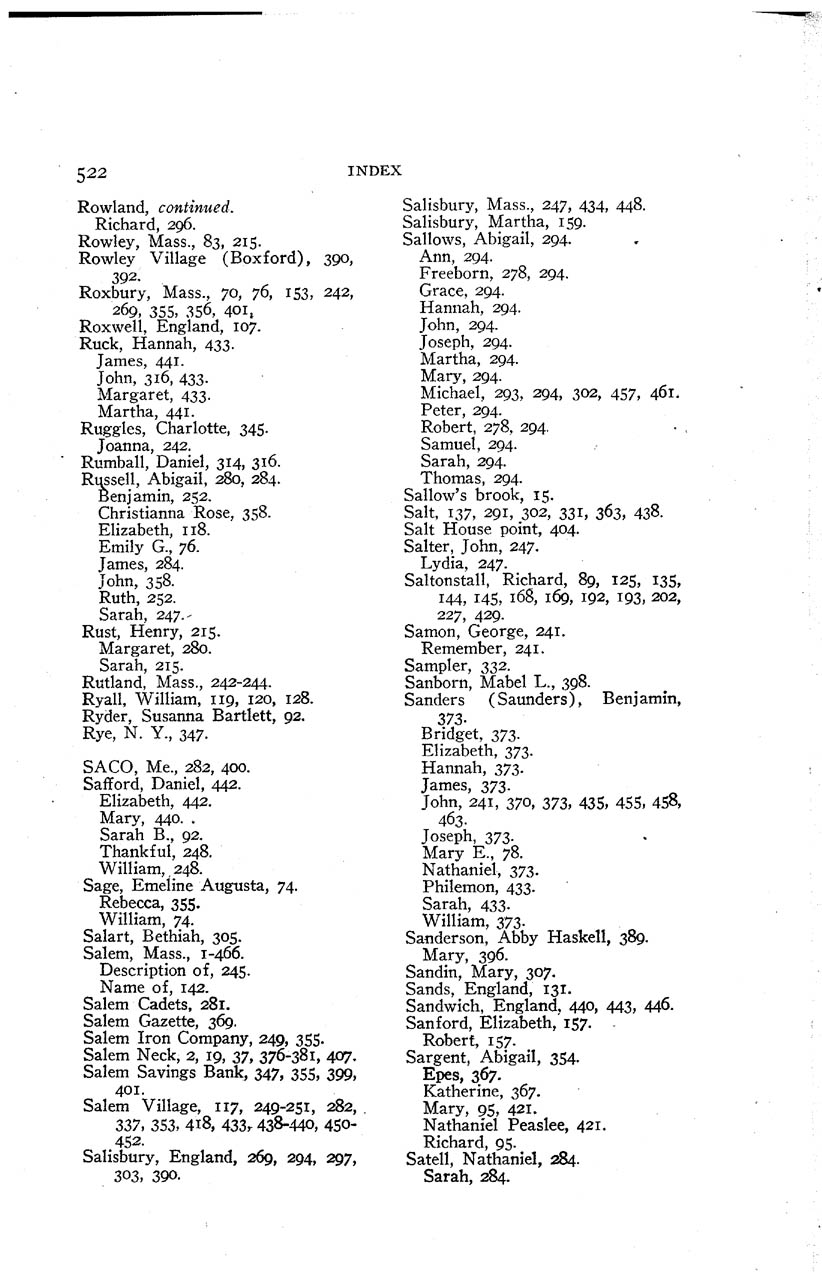 522
INDEX
Rowland, continued.
Richard, 296.
Rowley, Mass., 83, 215.
Rowley Village (Boxford), 390,
392.
Roxbury, Mass., 70, 76, 153, 242,
269, 355, 356, 401.
Roxwell, England, 107.
Ruck, Hannah, 433.
James, 441.
John, 316, 433.
Margaret, 433.
Martha, 441.
Ruggles, Charlotte, 345.
Joanna, 242.
Rumball, Daniel, 314, 316.
Russell, Abigail, 280, 284.
Benjamin, 252.
Christianna Rose, 358.
Elizabeth, 118.
Emily G., 76.
James, 284.
John, 358.
Ruth, 252.
Sarah, 247.
Rust, Henry, 215.
Margaret, 280.
Sarah, 215.
Rutland, Mass., 242-244.
Ryall, William, 119, 120, 128.
Ryder, Susanna Bartlett, 92.
Rye, N. Y., 347.
SACO, Me., 282, 400.
Safford, Daniel, 442.
Elizabeth, 442.
Mary, 440.
Sarah B., 92.
Thankful, 248.
William, 248.
Sage, Emeline Augusta, 74.
Rebecca, 355.
William, 74.
Salart, Bethiah, 305.
Salem, Mass., 1-466.
Description of, 245.
Name of, 142.
Salem Cadets, 281.
Salem Gazette, 369.
Salem Iron Company, 249, 355.
Salem Neck, 2, 19, 37, 376-381, 407.
Salem Savings Bank, 347, 355, 399,
401.
Salem Village, 117, 249-251, 282,
337, 353, 418, 433, 438-440, 450-
452.
Salisbury, England, 269, 294, 297,
303, 390.
Salisbury, Mass., 247, 434, 448.
Salisbury, Martha, 159.
Sallows, Abigail, 294.
Ann, 294.
Freeborn, 278, 294.
Grace, 294.
Hannah, 294.
John, 294.
Joseph, 294.
Martha, 294.
Mary, 294.
Michael, 293, 294, 302, 457, 461.
Peter, 294.
Robert, 278, 294.
Samuel, 294.
Sarah, 294.
Thomas, 294.
Sallow's brook, 15.
Salt, 137, 291, 302, 331, 363, 438.
Salt House point, 404.
Salter, John, 247.
Lydia, 247.
Saltonstall, Richard, 89, 125, 135,
144, 145, 168, 169, 192, 193, 202,
227, 429.
Samon, George, 241.
Remember, 241.
Sampler, 332.
Sanborn, Mabel L., 398.
Sanders (Saunders), Benjamin,
373.
Bridget, 373.
Elizabeth, 373.
Hannah, 373.
James, 373.
John, 241, 370, 373, 435, 455, 458,
463.
Joseph, 373.
Mary E., 78.
Nathaniel, 373.
Philemon, 433.
Sarah, 433.
William, 373.
Sanderson, Abby Haskell, 389.
Mary, 396.
Sandin, Mary, 307.
Sands, England, 131.
Sandwich, England, 440, 443, 446.
Sanford, Elizabeth, 157.
Robert, 157.
Sargent, Abigail, 354.
Epes, 367.
Katherine, 367.
Mary, 95, 421.
Nathaniel Peaslee, 421.
Richard, 95.
Satell, Nathaniel, 284.
Sarah, 284.